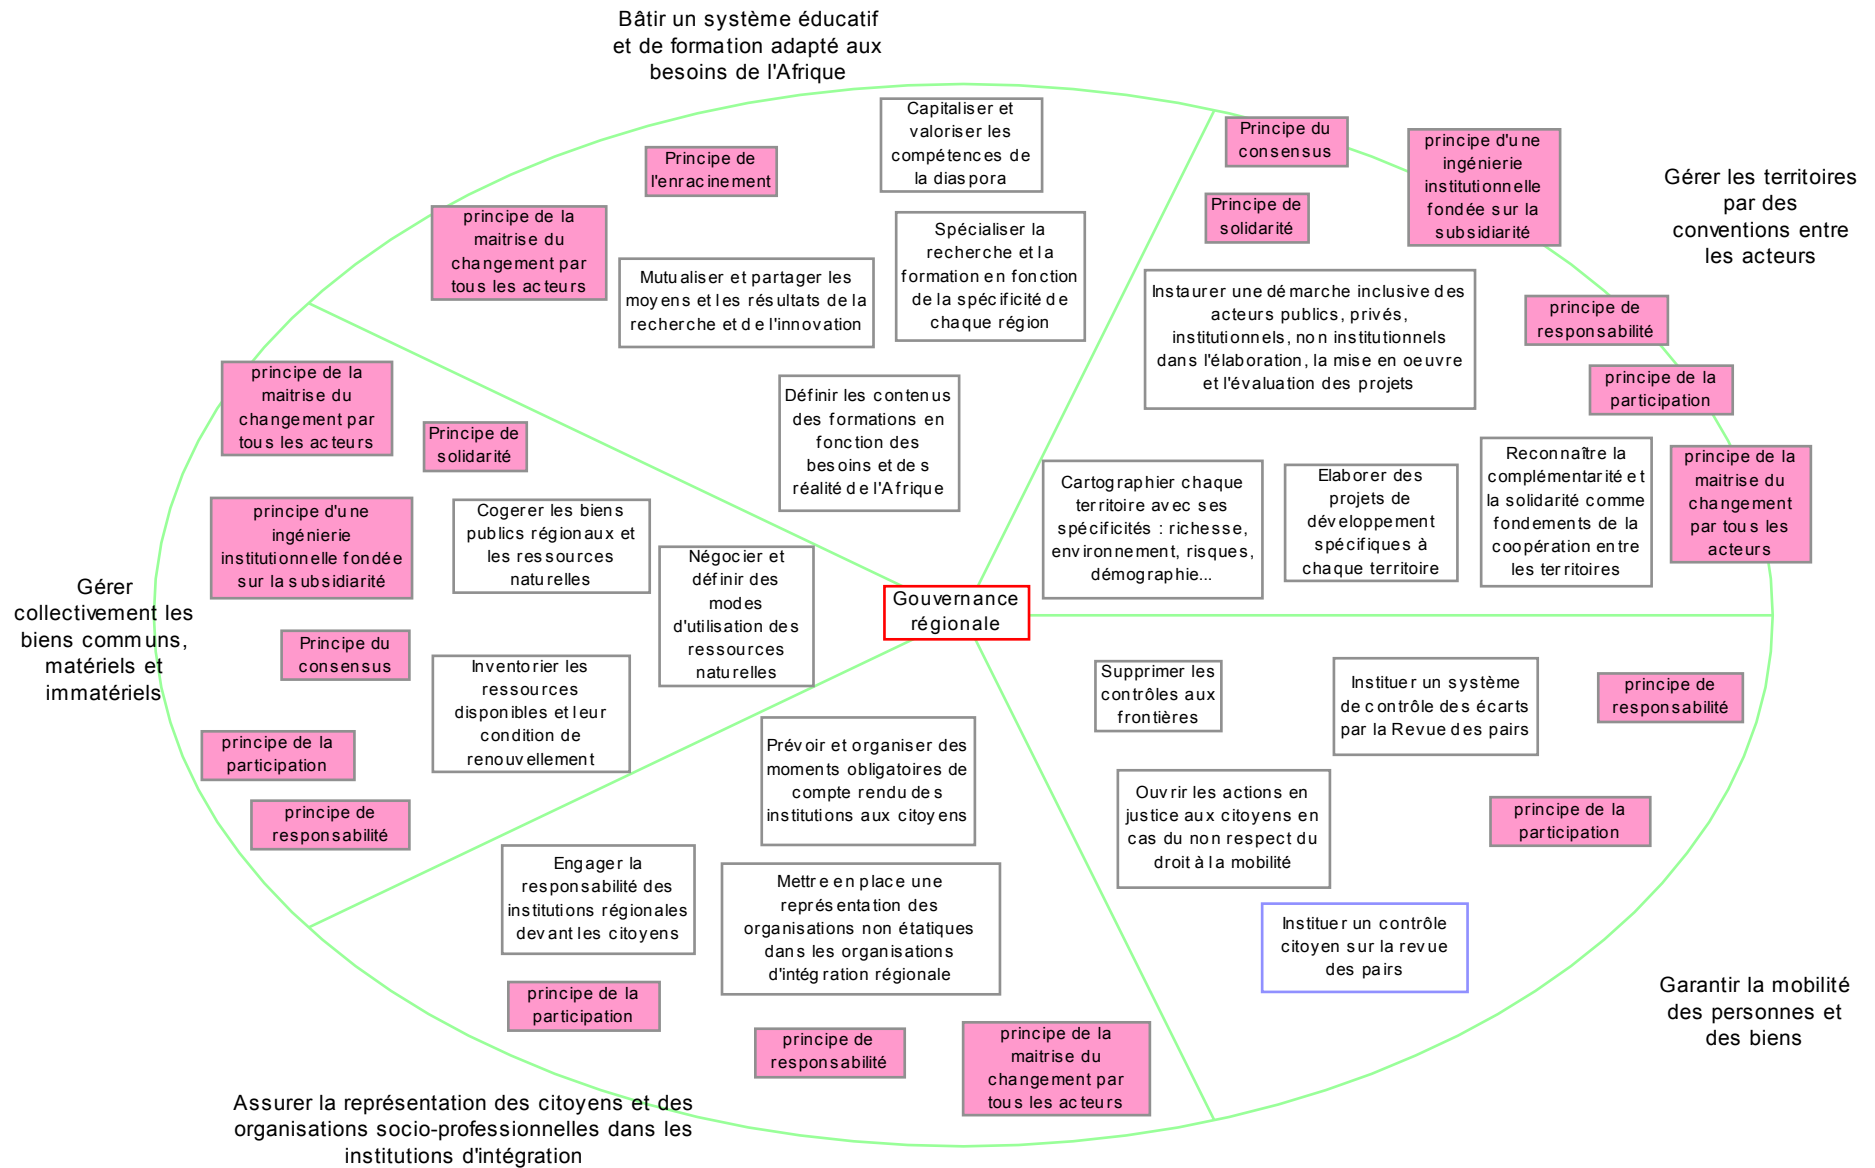 Bâtir un système éducatif
et de formation adapté aux
besoins de l'Afrique
Capitaliser et
valoriser les
compétences de
la diaspora
Principe de
l'enracinement
principe de la
maitrise du
changement par
tous les acteurs
Mutualiser et partager les
moyens et les résultats de la
recherche et de l'innovation
Spécialiser la
recherche et la
formation en fonction
de la spécificité de
chaque région
Définir les contenus
des formations en
fonction des
besoins et des
réalité de l'Afrique
Principe du
consensus
principe d'une
ingénierie
institutionnelle
fondée sur la
subsidiarité
Principe de
solidarité
Gérer les territoires
par des
conventions entre
les acteurs
Instaurer une démarche inclusive des
acteurs publics, privés,
institutionnels, non institutionnels
dans l'élaboration, la mise en oeuvre
et l'évaluation des projets
principe de
responsabilité
principe de la
participation
Cartographier chaque
territoire avec ses
spécificités : richesse,
environnement, risques,
démographie...
Elaborer des
projets de
développement
spécifiques à
chaque territoire
Reconnaître la
complémentarité et
la solidarité comme
fondements de la
coopération entre
les territoires
principe de la
maitrise du
changement
par tous les
acteurs
principe de la
maitrise du
changement par
tous les acteurs
Principe de
solidarité
principe d'une
ingénierie
institutionnelle fondée
sur la subsidiarité
Cogerer les biens
publics régionaux et
les ressources
naturelles
Négocier et
définir des
modes
d'utilisation des
ressources
naturelles
Gérer
collectivement les
biens communs,
matériels et
immatériels
Principe du
consensus
Inventorier les
ressources
disponibles et leur
condition de
renouvellement
principe de la
participation
principe de
responsabilité
Gouvernance
régionale
Supprimer les
contrôles aux
frontières
Instituer un système
de contrôle des écarts
par la Revue des pairs
principe de
responsabilité
Ouvrir les actions en
justice aux citoyens en
cas du non respect du
droit à la mobilité
principe de la
participation
Instituer un contrôle
citoyen sur la revue
des pairs
Garantir la mobilité
des personnes et
des biens
Prévoir et organiser des
moments obligatoires de
compte rendu des
institutions aux citoyens
Engager la
responsabilité des
institutions régionales
devant les citoyens
Mettre en place une
représentation des
organisations non étatiques
dans les organisations
d'intégration régionale
principe de la
participation
principe de
responsabilité
principe de la
maitrise du
changement par
tous les acteurs
Assurer la représentation des citoyens et des
organisations socio-professionnelles dans les
institutions d'intégration